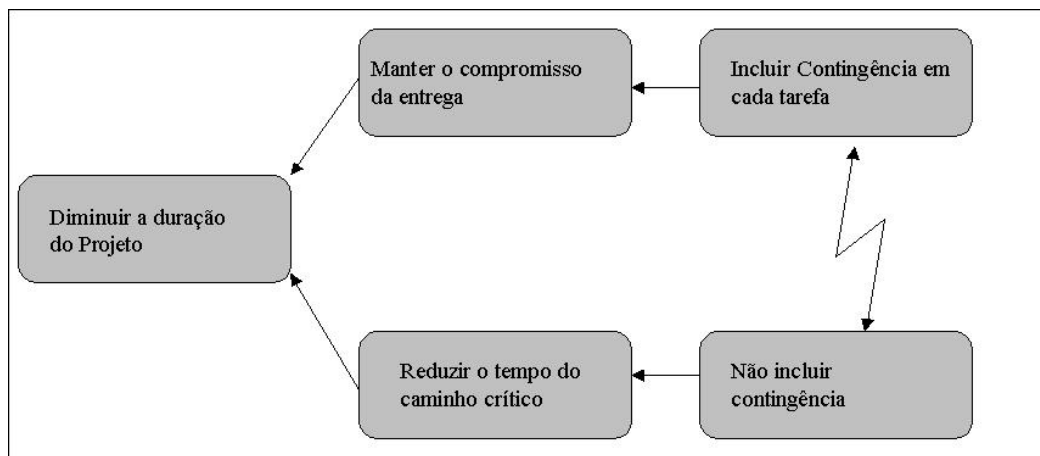 Manter o compromisso
da entrega
Incluir Contingência em
cada tarefa
Diminuir a duração
do Projeto
Reduzir o tempo do
caminho crítico
Não incluir
contingência